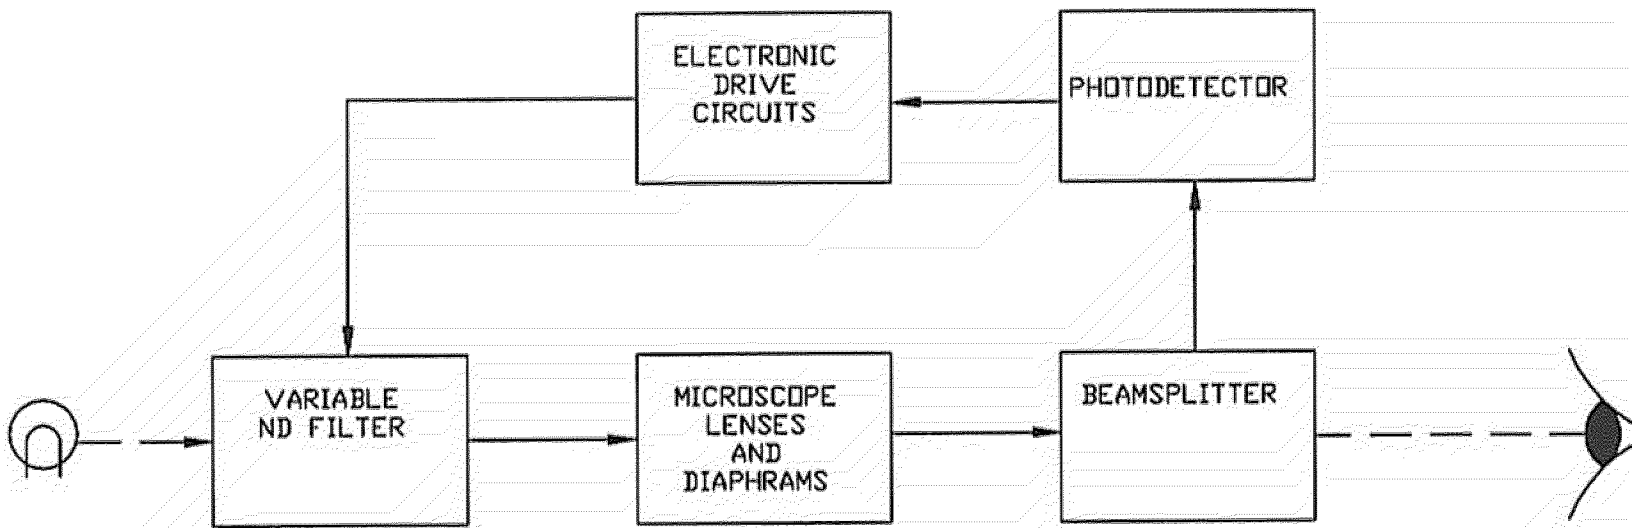 ELECTRONIC
DRIVE
CIRCUITS
PHOTODETECTOR
VARIABLE
ND FILTER
MICROSCOPE
LENSES
AND
DIAPHRAMS
BEAMSPLITTER